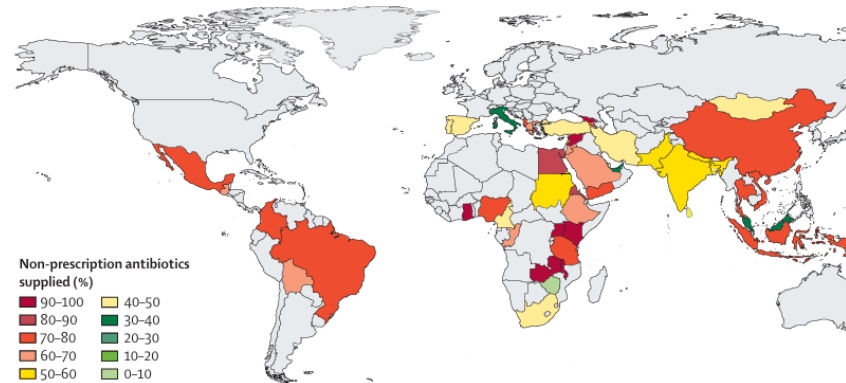 Non-prescription antibiotics
supplied (%)
90–100 40–50
80–90 30–40
70–80 20–30
60–70 10–20
50–60 0–10